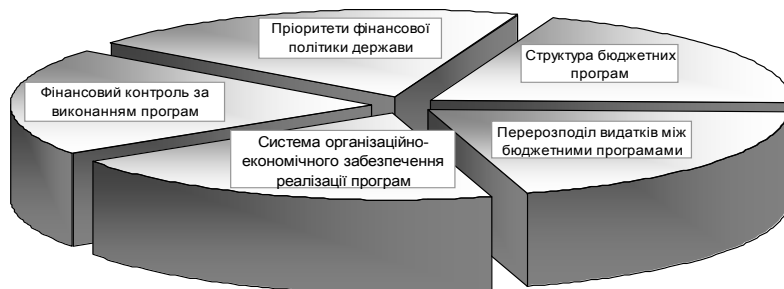 Пріоритети фінансової
політики держави
Структура бюджетних
програм
Фінансовий контроль за
виконанням програм
Перерозподіл видатків між
бюджетними програмами
Система організаційно-
економічного забезпечення
реалізації програм